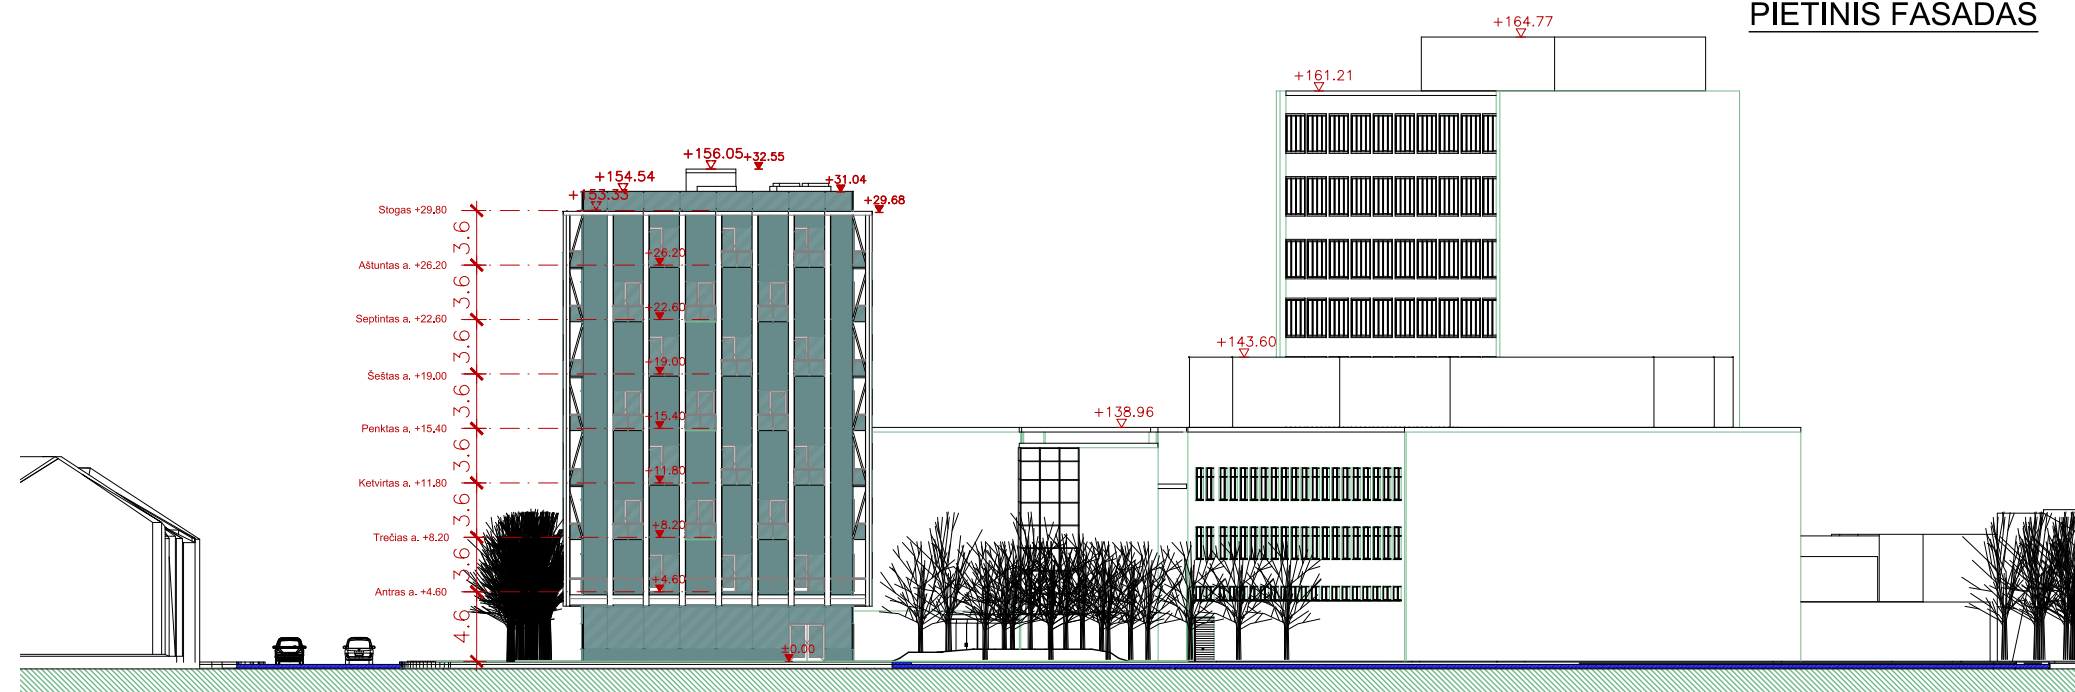 PIETINIS FASADAS
+164.77
+161.21
+156.05
+32.55
+154.54
+31.04
+153.33
+29.68
Stogas +29.80
3.6
+26.20
Aštuntas a. +26.20
3.6
+22.60
Septintas a. +22.60
3.6
+143.60
+19.00
Šeštas a. +19.00
3.6
+138.96
+15.40
Penktas a. +15.40
3.6
+11.80
Ketvirtas a. +11.80
3.6
+8.20
Trečias a. +8.20
3.6
+4.60
Antras a. +4.60
4.6
±0.00